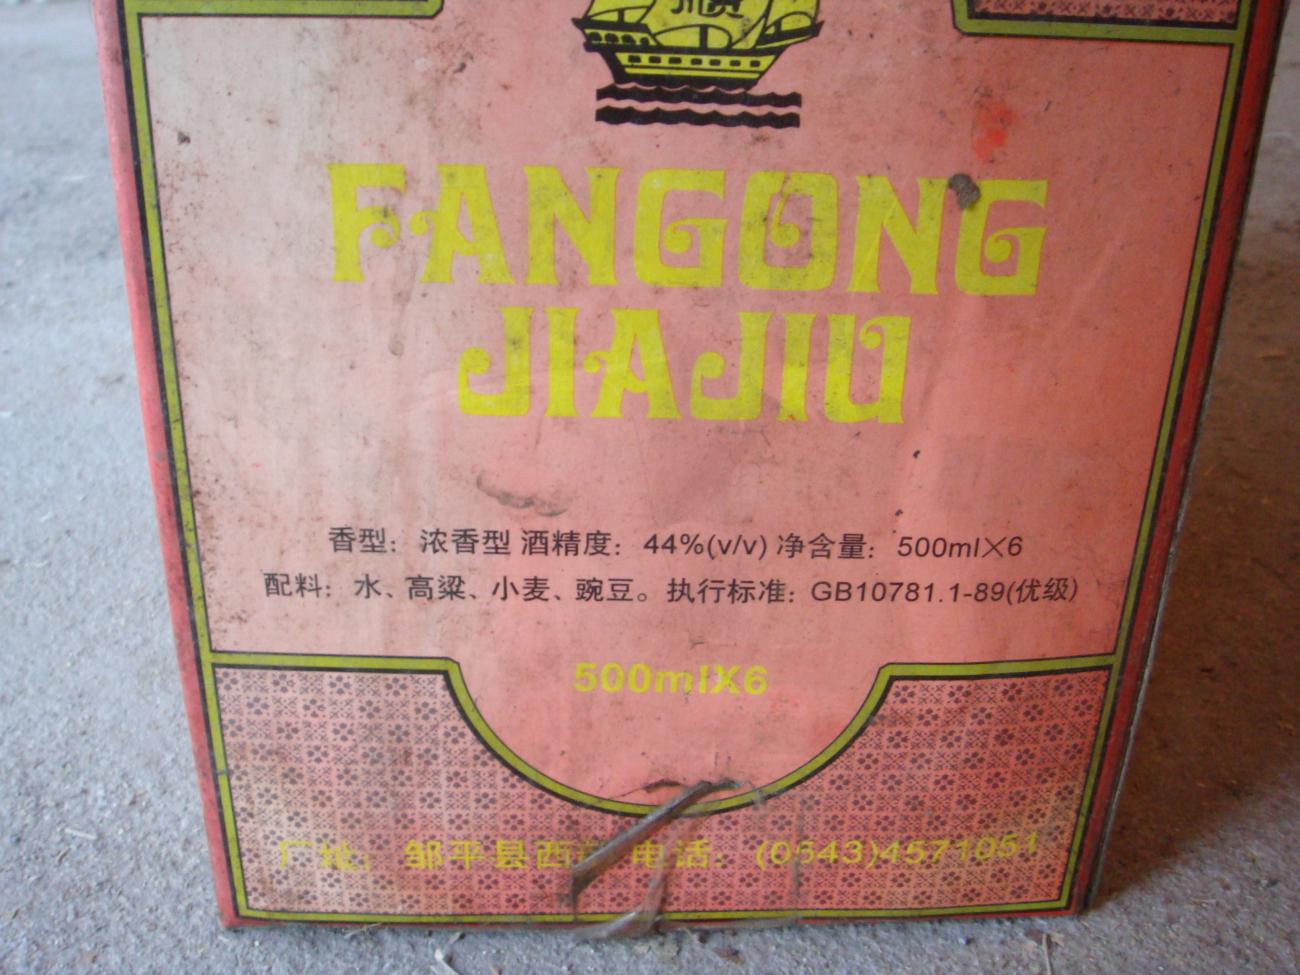 FANGONG
JIAJIU
香型：浓香型 酒精度：44%(v/v) 净含量：500ml×6
配料：水、高粱、小麦、豌豆。执行标准：GB10781.1-89(优级)
500mlX6
厂址：邹平县西 电话：(0543)4571051